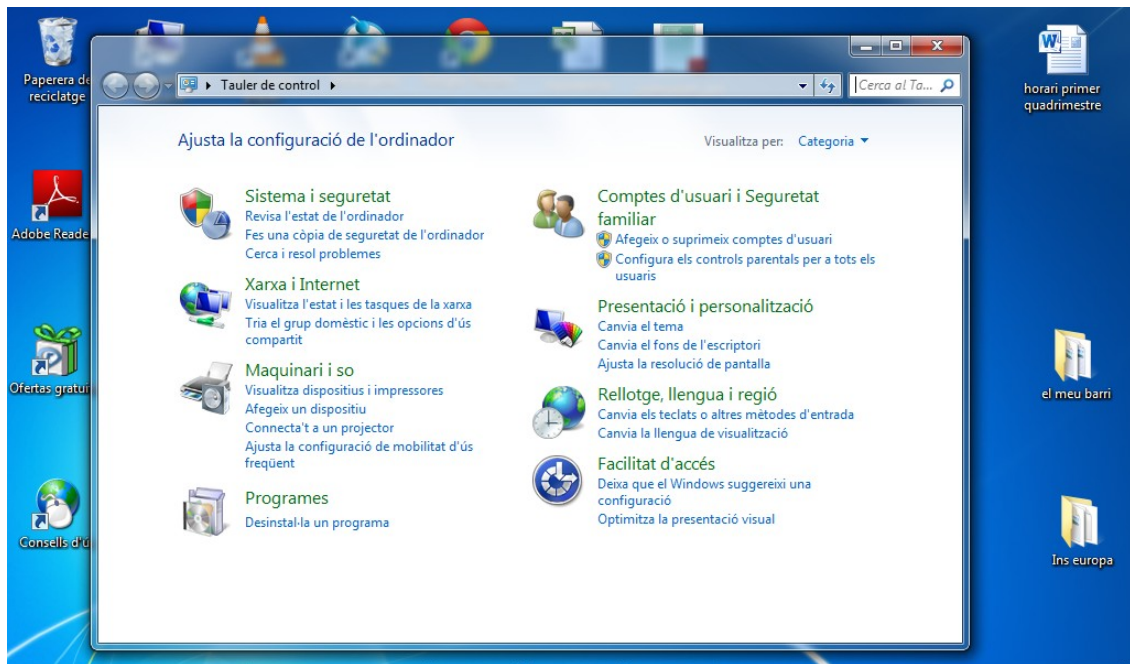 Paperera de
reciclatge
Adobe Reade
Ofertas gratuï
Consells d'ú
Tauler de control
Cerca al Ta...
Ajusta la configuració de l'ordinador
Visualitza per: Categoria
Sistema i seguretat
Revisa l'estat de l'ordinador
Fes una còpia de seguretat de l'ordinador
Cerca i resol problemes
Xarxa i Internet
Visualitza l'estat i les tasques de la xarxa
Tria el grup domèstic i les opcions d'ús
compartit
Maquinari i so
Visualitza dispositius i impressores
Afegeix un dispositiu
Connecta't a un projector
Ajusta la configuració de mobilitat d'ús
freqüent
Programes
Desinstal·la un programa
Comptes d'usuari i Seguretat
familiar
Afegeix o suprimeix comptes d'usuari
Configura els controls parentals per a tots els
usuaris
Presentació i personalització
Canvia el tema
Canvia el fons de l'escriptori
Ajusta la resolució de pantalla
Rellotge, llengua i regió
Canvia els teclats o altres mètodes d'entrada
Canvia la llengua de visualització
Facilitat d'accés
Deixa que el Windows suggereixi una
configuració
Optimitza la presentació visual
horari primer
quadrimestre
el meu barri
Ins europa